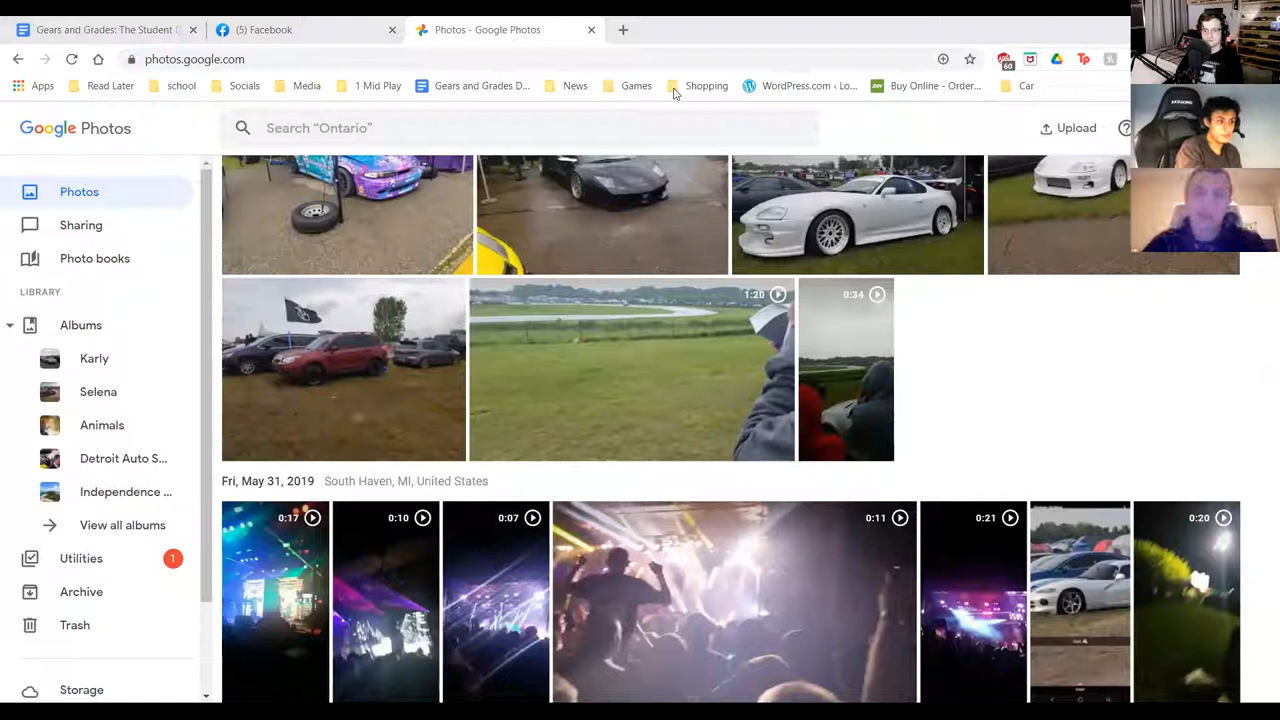 Gears and Grades: The Student D
(5) Facebook
Photos - Google Photos
photos.google.com
60
Apps
Read Later
school
Socials
Media
1 Mid Play
Gears and Grades D...
News
Games
Shopping
WordPress.com / Lo...
Buy Online - Order...
Car
Google Photos
Search "Ontario"
Upload
Photos
Sharing
Photo books
LIBRARY
Albums
Karly
Selena
Animals
Detroit Auto S...
Independence ...
View all albums
Utilities
1
Archive
Trash
Storage
1:20
0:34
Fri, May 31, 2019 South Haven, MI, United States
0:17
0:10
0:07
0:11
0:21
0:20